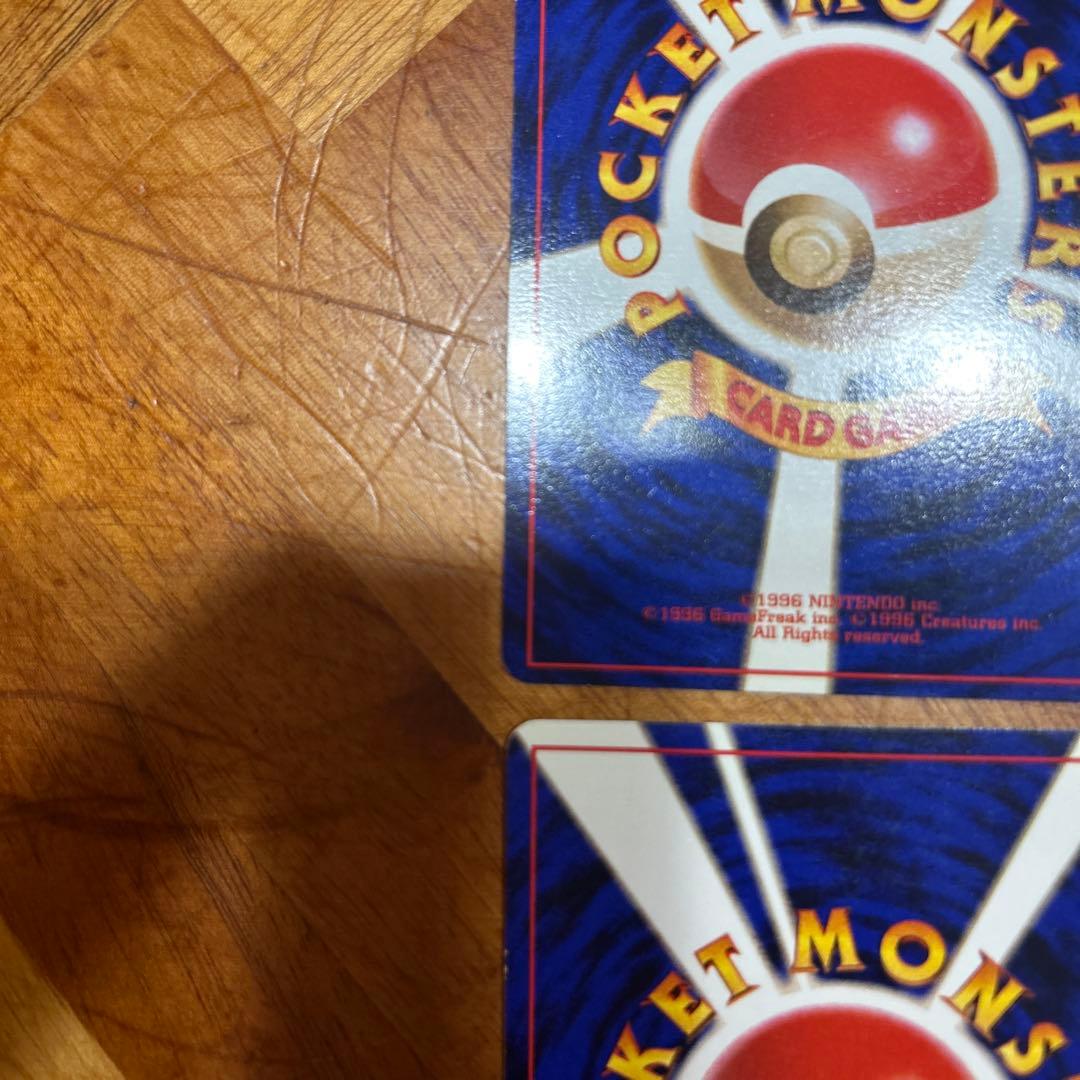 POCKET MONSTERS
CARD GA
©1996 NINTENDO inc.
©1996 GameFreak inc. ©1996 Creatures inc.
All Rights reserved.
KET MONS